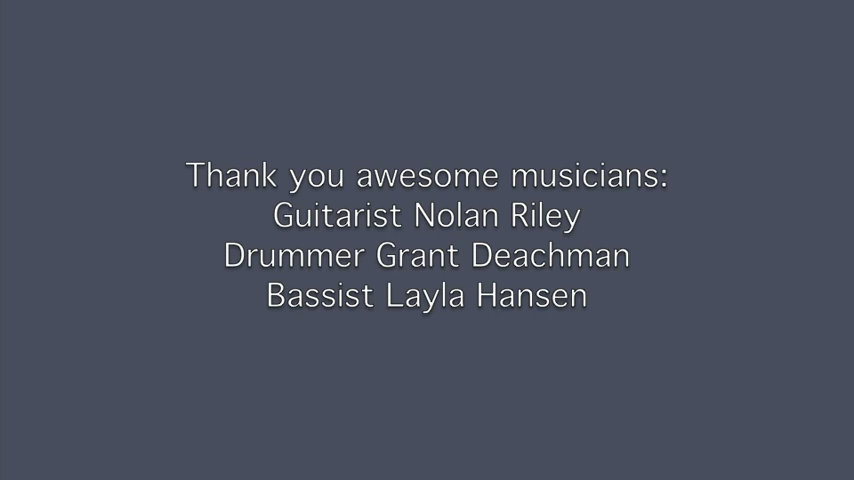 Thank you awesome musicians:
Guitarist Nolan Riley
Drummer Grant Deachman
Bassist Layla Hansen